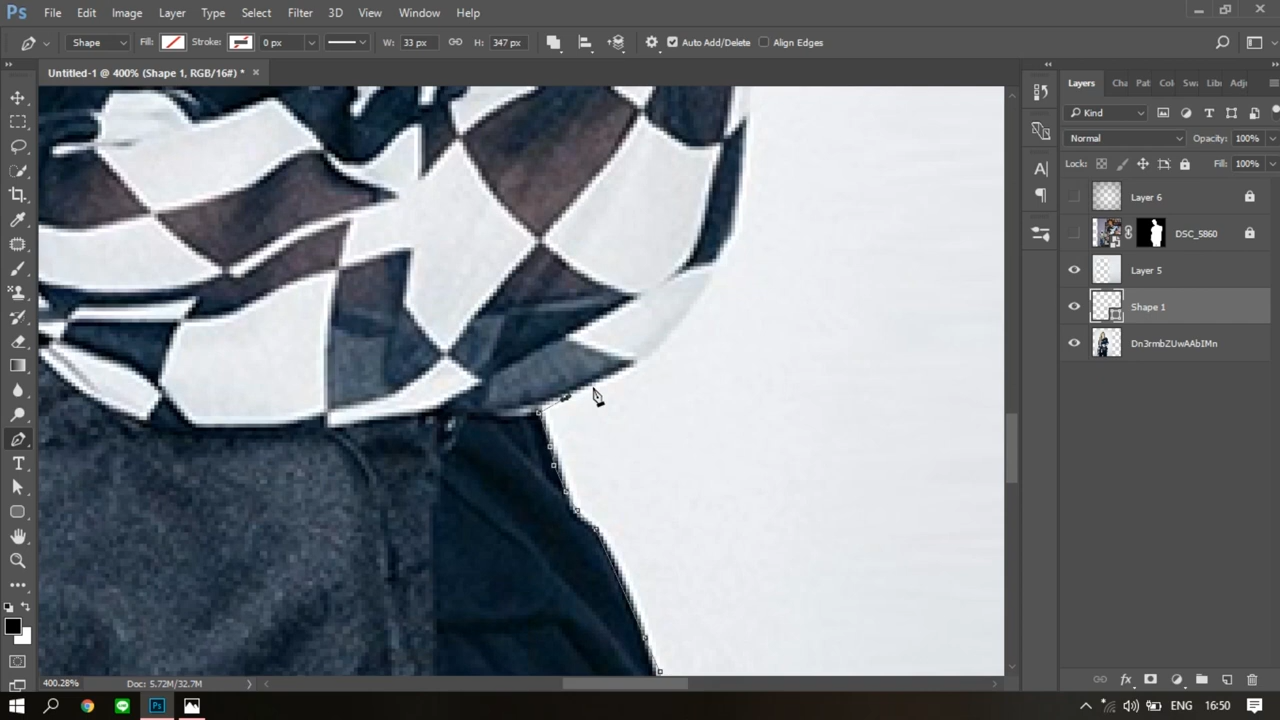 Ps File Edit Image Layer Type Select Filter 3D View Window Help
Shape Fill: Stroke: 0 px W: 33 px H: 347 px Auto Add/Delete Align Edges
Untitled-1 @ 400% (Shape 1, RGB/16#) *
Layers Cha Pat Col Sw Libr Adj
Kind
Normal Opacity: 100%
Lock: Fill: 100%
Layer 6
DSC_5860
Layer 5
Shape 1
Dn3rmbZUwAAbIMn
400.28% Doc: 5.72M/32.7M
Ps ENG 16:50